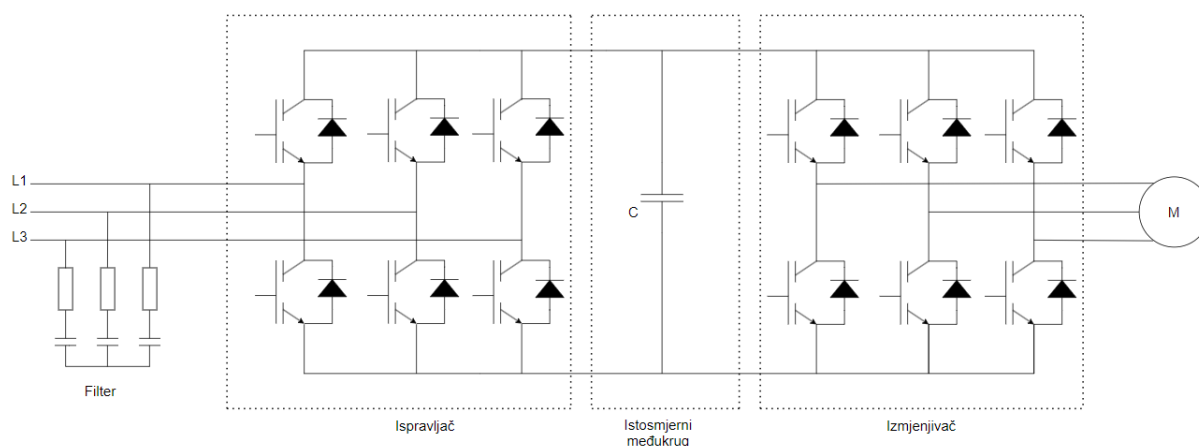 L1
L2
L3
C
M
Filter
Ispravljač
Istosmjerni
međukrug
Izmjenjivač